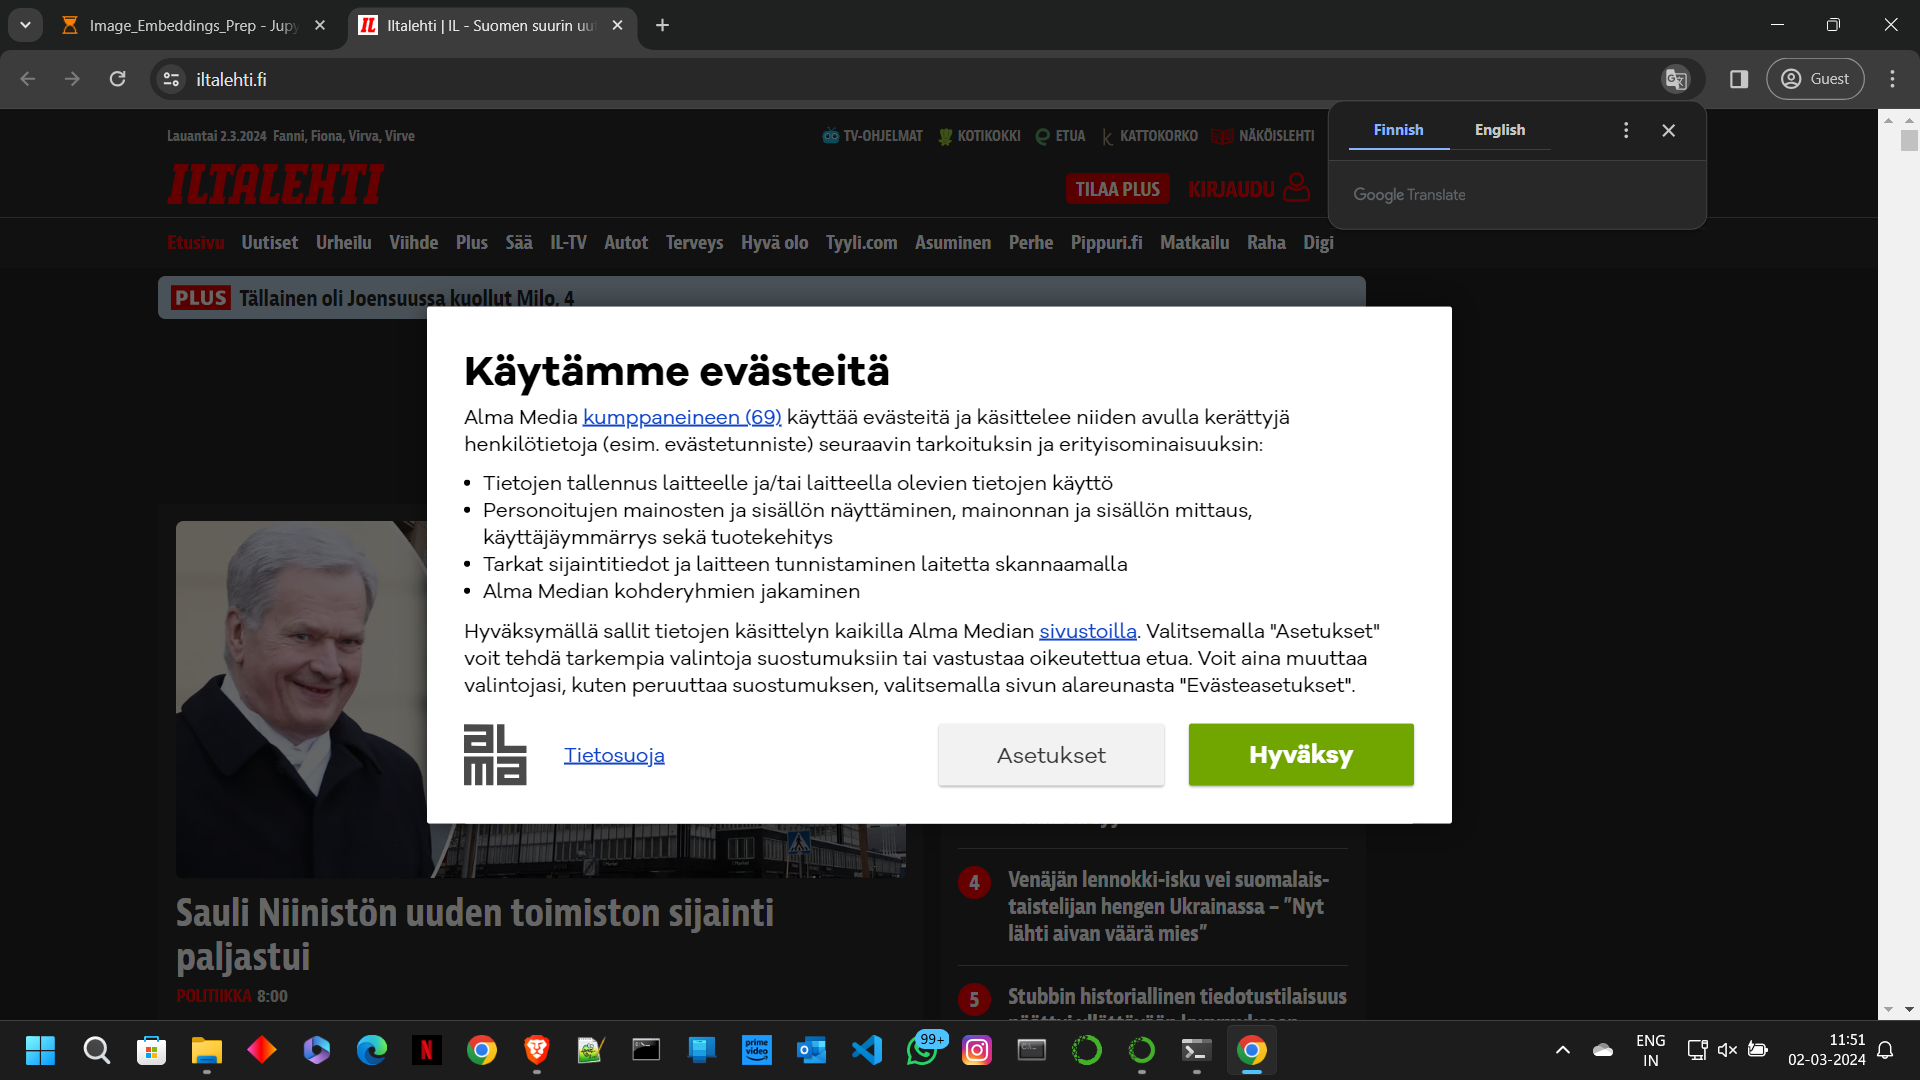 Image_Embeddings_Prep - Jupy
Iltalehti | IL - Suomen suurin uu
iltalehti.fi
Guest
Finnish English
Google Translate
Lauantai 2.3.2024 Fanni, Fiona, Virva, Virve
TV-OHJELMAT KOTIKOKKI ETUA KATTOKORKO NÄKÖISLEHTI
ILTALEHTI
TILAA PLUS KIRJAUDU
Etusivu Uutiset Urheilu Viihde Plus Sää IL-TV Autot Terveys Hyvä olo Tyyli.com Asuminen Perhe Pippuri.fi Matkailu Raha Digi
PLUS Tällainen oli Joensuussa kuollut Milo, 4
Käytämme evästeitä
Alma Media kumppaneineen (69) käyttää evästeitä ja käsittelee niiden avulla kerättyjä
henkilötietoja (esim. evästetunniste) seuraavin tarkoituksin ja erityisominaisuuksin:
• Tietojen tallennus laitteelle ja/tai laitteella olevien tietojen käyttö
• Personoitujen mainosten ja sisällön näyttäminen, mainonnan ja sisällön mittaus,
käyttäjäymmärrys sekä tuotekehitys
• Tarkat sijaintitiedot ja laitteen tunnistaminen laitetta skannaamalla
• Alma Median kohderyhmien jakaminen
Hyväksymällä sallit tietojen käsittelyn kaikilla Alma Median sivustoilla. Valitsemalla "Asetukset"
voit tehdä tarkempia valintoja suostumuksiin tai vastustaa oikeutettua etua. Voit aina muuttaa
valintojasi, kuten peruuttaa suostumuksen, valitsemalla sivun alareunasta "Evästeasetukset".
aLma
Tietosuoja
Asetukset
Hyväksy
Sauli Niinistön uuden toimiston sijainti
paljastui
POLITIIKKA 8:00
4 Venäjän lennokki-isku vei suomalais-
taistelijan hengen Ukrainassa – ”Nyt
lähti aivan väärä mies”
5 Stubbin historiallinen tiedotustilaisuus
99+
prime video
ENG
IN
11:51
02-03-2024